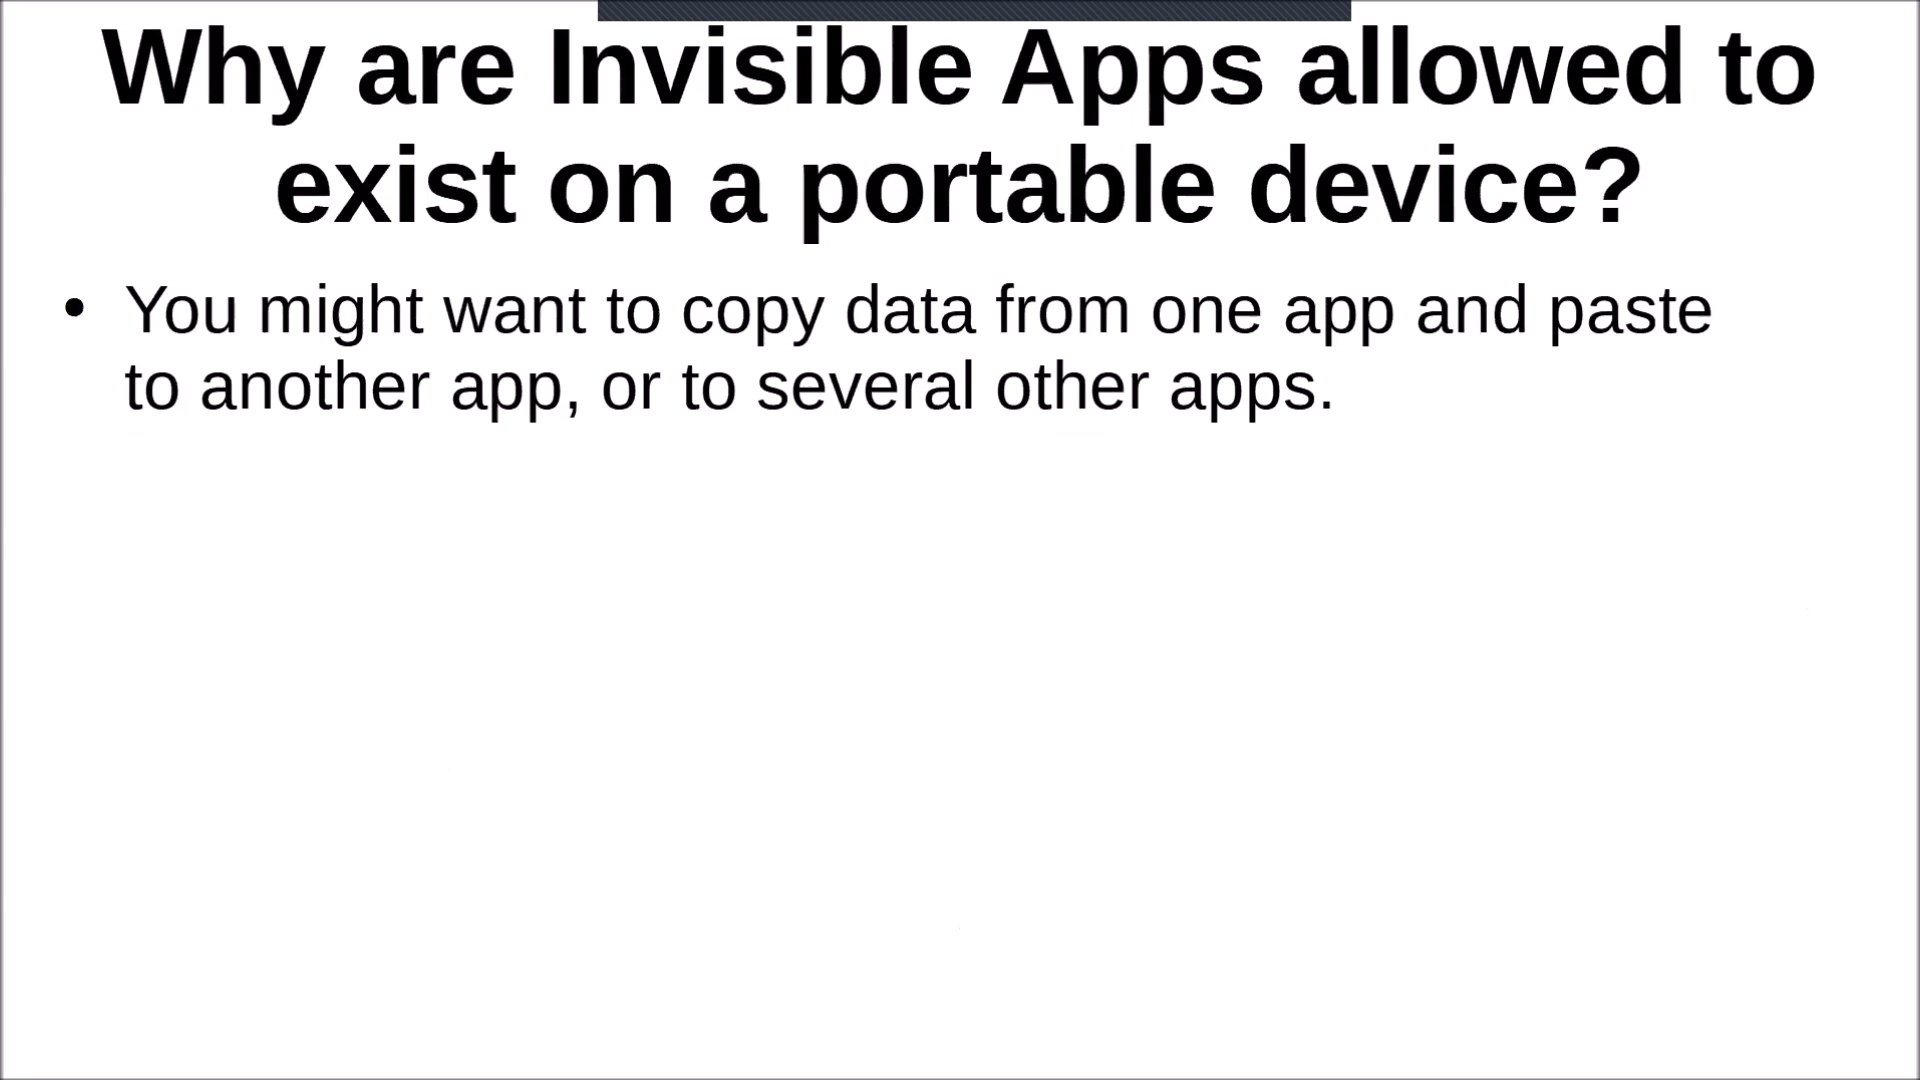 Why are Invisible Apps allowed to
exist on a portable device?
• You might want to copy data from one app and paste
to another app, or to several other apps.